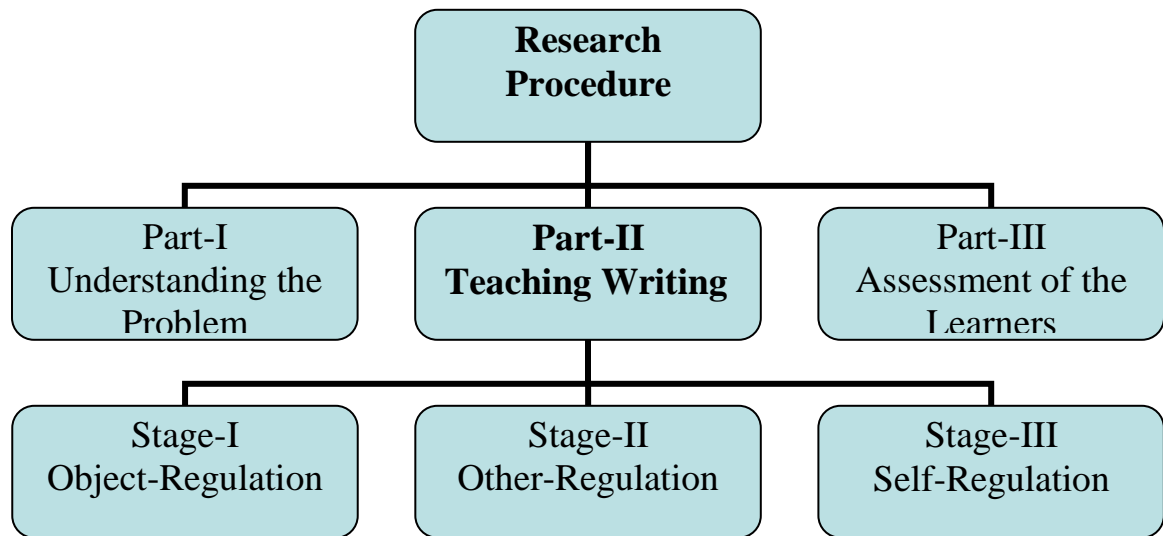 Research
Procedure
Part-I
Understanding the
Problem
Part-II
Teaching Writing
Part-III
Assessment of the
Learners
Stage-I
Object-Regulation
Stage-II
Other-Regulation
Stage-III
Self-Regulation